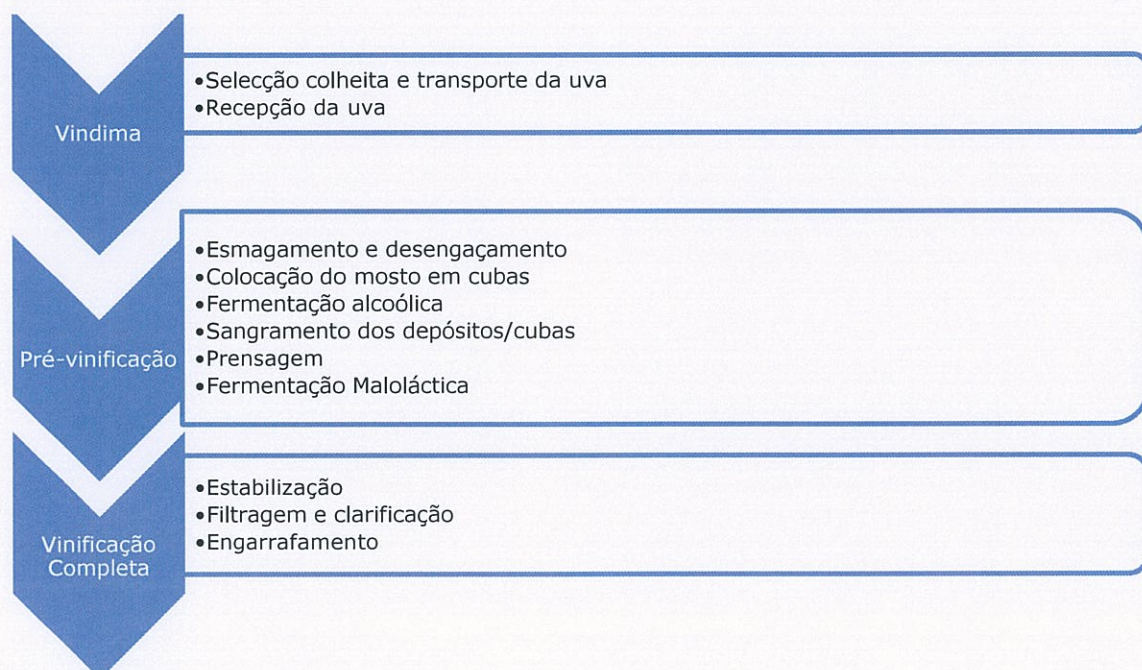 Vindima
•Selecção colheita e transporte da uva
•Recepção da uva
Pré-vinificação
•Esmagamento e desengaçamento
•Colocação do mosto em cubas
•Fermentação alcoólica
•Sangramento dos depósitos/cubas
•Prensagem
•Fermentação Maloláctica
Vinificação
Completa
•Estabilização
•Filtragem e clarificação
•Engarrafamento